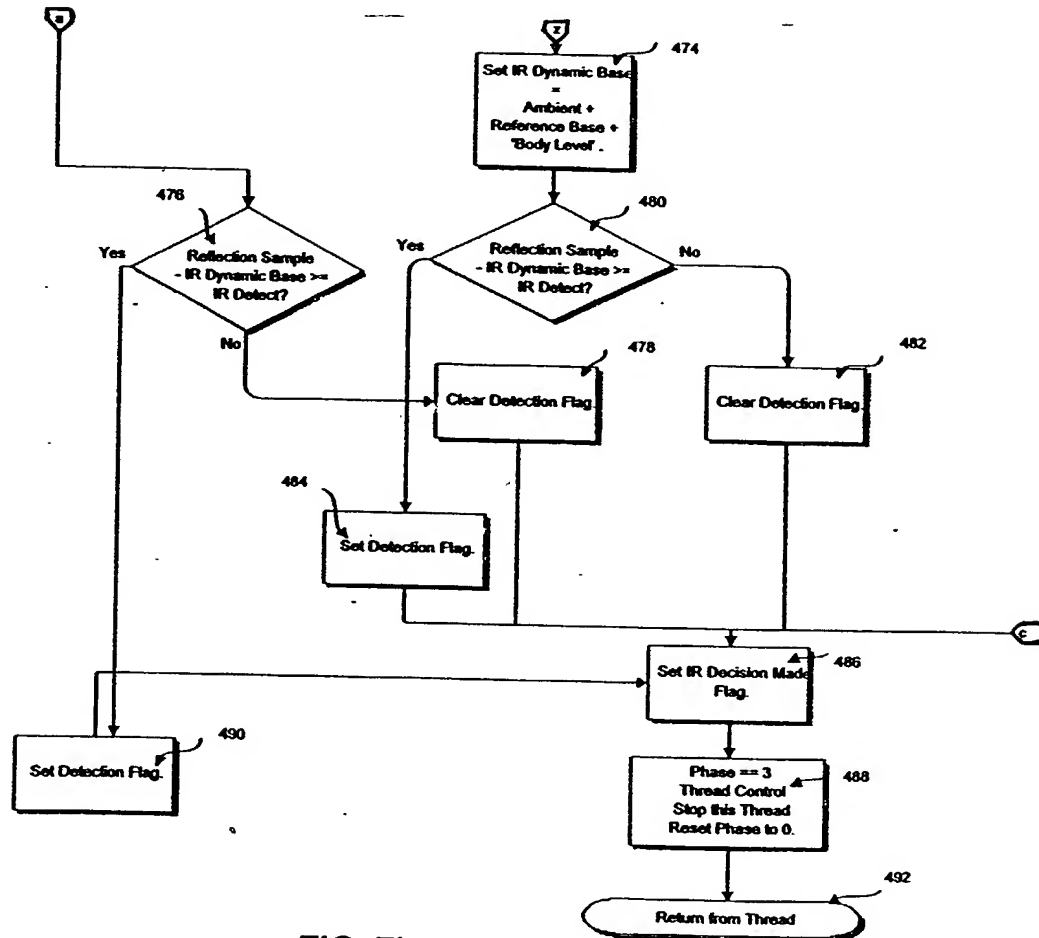 a
z
474
Set IR Dynamic Base
=
Ambient +
Reference Base +
"Body Level".
476
480
Yes
Reflection Sample
- IR Dynamic Base >=
IR Detect?
No
Yes
Reflection Sample
- IR Dynamic Base >=
IR Detect?
No
478
Clear Detection Flag.
482
Clear Detection Flag.
484
Set Detection Flag.
c
486
Set IR Decision Made
Flag.
490
Set Detection Flag.
488
Phase == 3
Thread Control
Stop this Thread
Reset Phase to 0.
492
Return from Thread